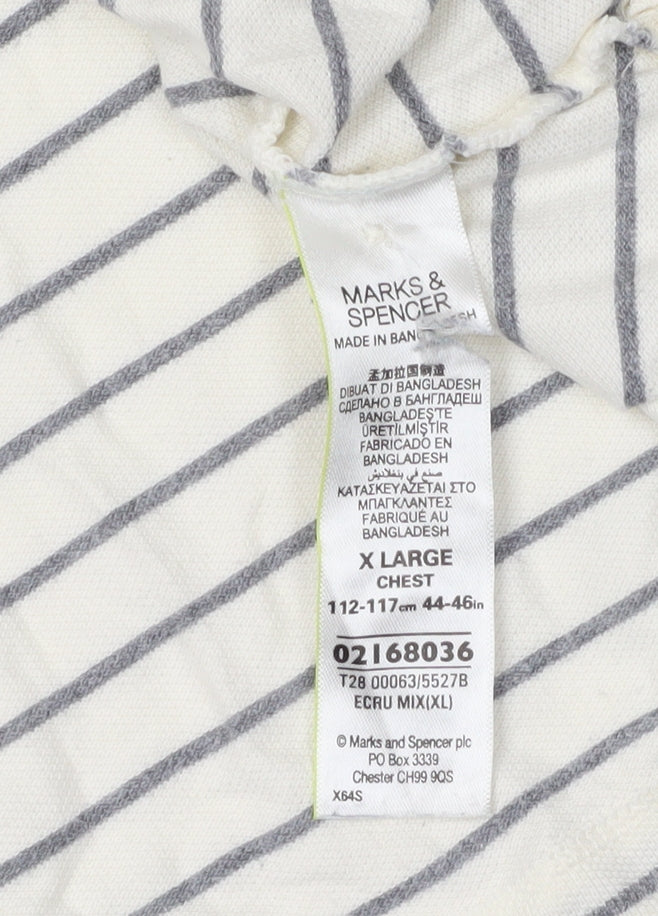 MARKS &
SPENCER
MADE IN BANGLADESH
孟加拉国制造
DIBUAT DI BANGLADESH
СДЕЛАНО В БАНГЛАДЕШ
BANGLADEŞ'TE
ÜRETİLMİŞTİR
FABRICADO EN
BANGLADESH
صنع في بنغلاديش
ΚΑΤΑΣΚΕΥΑΖΕΤΑΙ ΣΤΟ
ΜΠΑΓΚΛΑΝΤΕΣ
FABRIQUÉ AU
BANGLADESH
X LARGE
CHEST
112-117cm 44-46in
02168036
T28 00063/5527B
ECRU MIX(XL)
© Marks and Spencer plc
PO Box 3339
Chester CH99 9QS
X64S